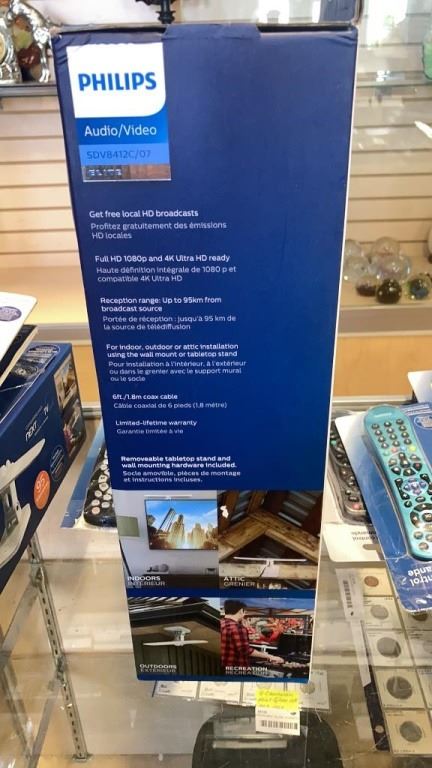 PHILIPS
Audio/Video
SDV8412C/07
ELITE
Get free local HD broadcasts
Profitez gratuitement des émissions
HD locales
Full HD 1080p and 4K Ultra HD ready
Haute définition intégrale de 1080 p et
compatible 4K Ultra HD
Reception range: Up to 95km from
broadcast source
Portée de réception : jusqu'à 95 km de
la source de télédiffusion
For indoor, outdoor or attic installation
using the wall mount or tabletop stand
Pour installation à l'intérieur, à l'extérieur
ou dans le grenier avec le support mural
ou le socle
6ft./1.8m coax cable
Câble coaxial de 6 pieds (1,8 mètre)
Limited-lifetime warranty
Garantie limitée à vie
Removeable tabletop stand and
wall mounting hardware included.
Socle amovible, pièces de montage
et instructions incluses.
INDOORS
INTÉRIEUR
ATTIC
GRENIER
OUTDOORS
EXTÉRIEUR
RECREATION
RÉCRÉATION
95